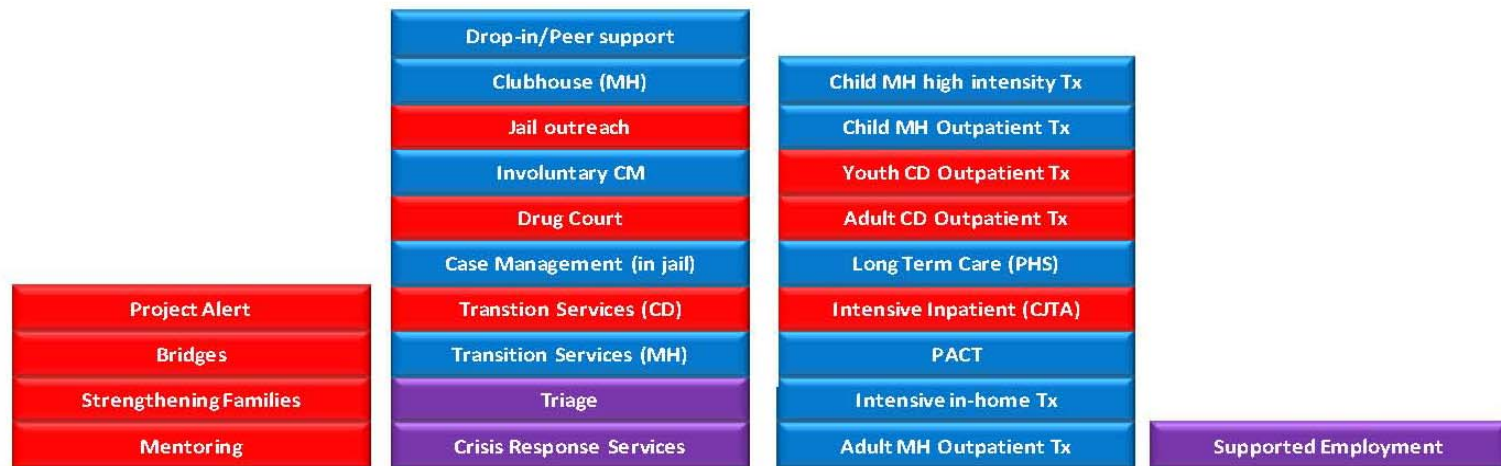 Project Alert
Bridges
Strengthening Families
Mentoring
Drop-in/Peer support
Clubhouse (MH)
Jail outreach
Involuntary CM
Drug Court
Case Management (in jail)
Transtion Services (CD)
Transition Services (MH)
Triage
Crisis Response Services
Child MH high intensity Tx
Child MH Outpatient Tx
Youth CD Outpatient Tx
Adult CD Outpatient Tx
Long Term Care (PHS)
Intensive Inpatient (CJTA)
PACT
Intensive in-home Tx
Adult MH Outpatient Tx
Supported Employment